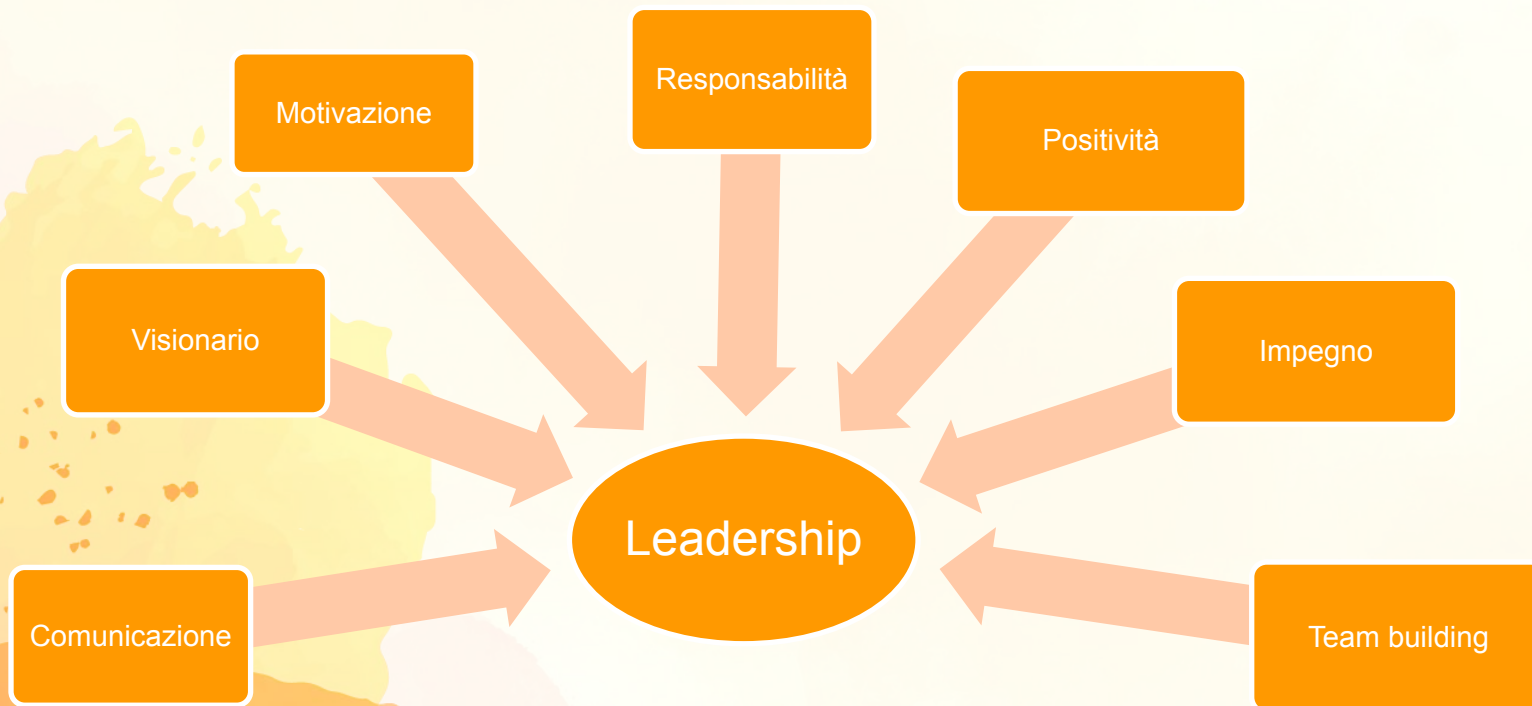 Responsabilità
Motivazione
Positività
Visionario
Impegno
Leadership
Comunicazione
Team building